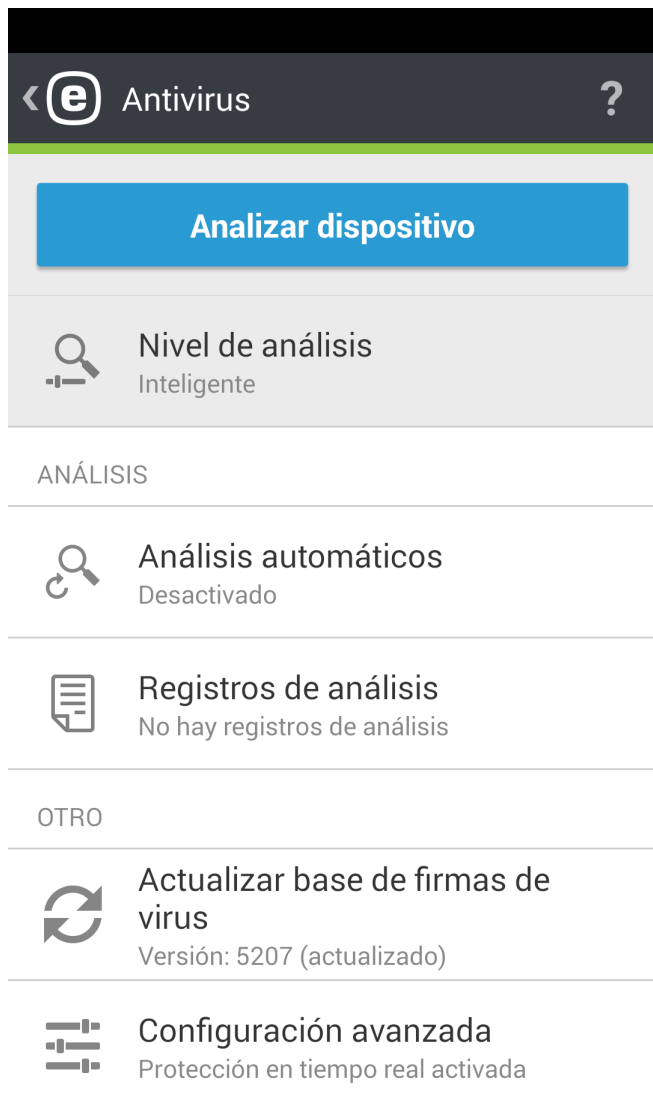 e Antivirus ?
Analizar dispositivo
Nivel de análisis
Inteligente
ANÁLISIS
Análisis automáticos
Desactivado
Registros de análisis
No hay registros de análisis
OTRO
Actualizar base de firmas de
virus
Versión: 5207 (actualizado)
Configuración avanzada
Protección en tiempo real activada